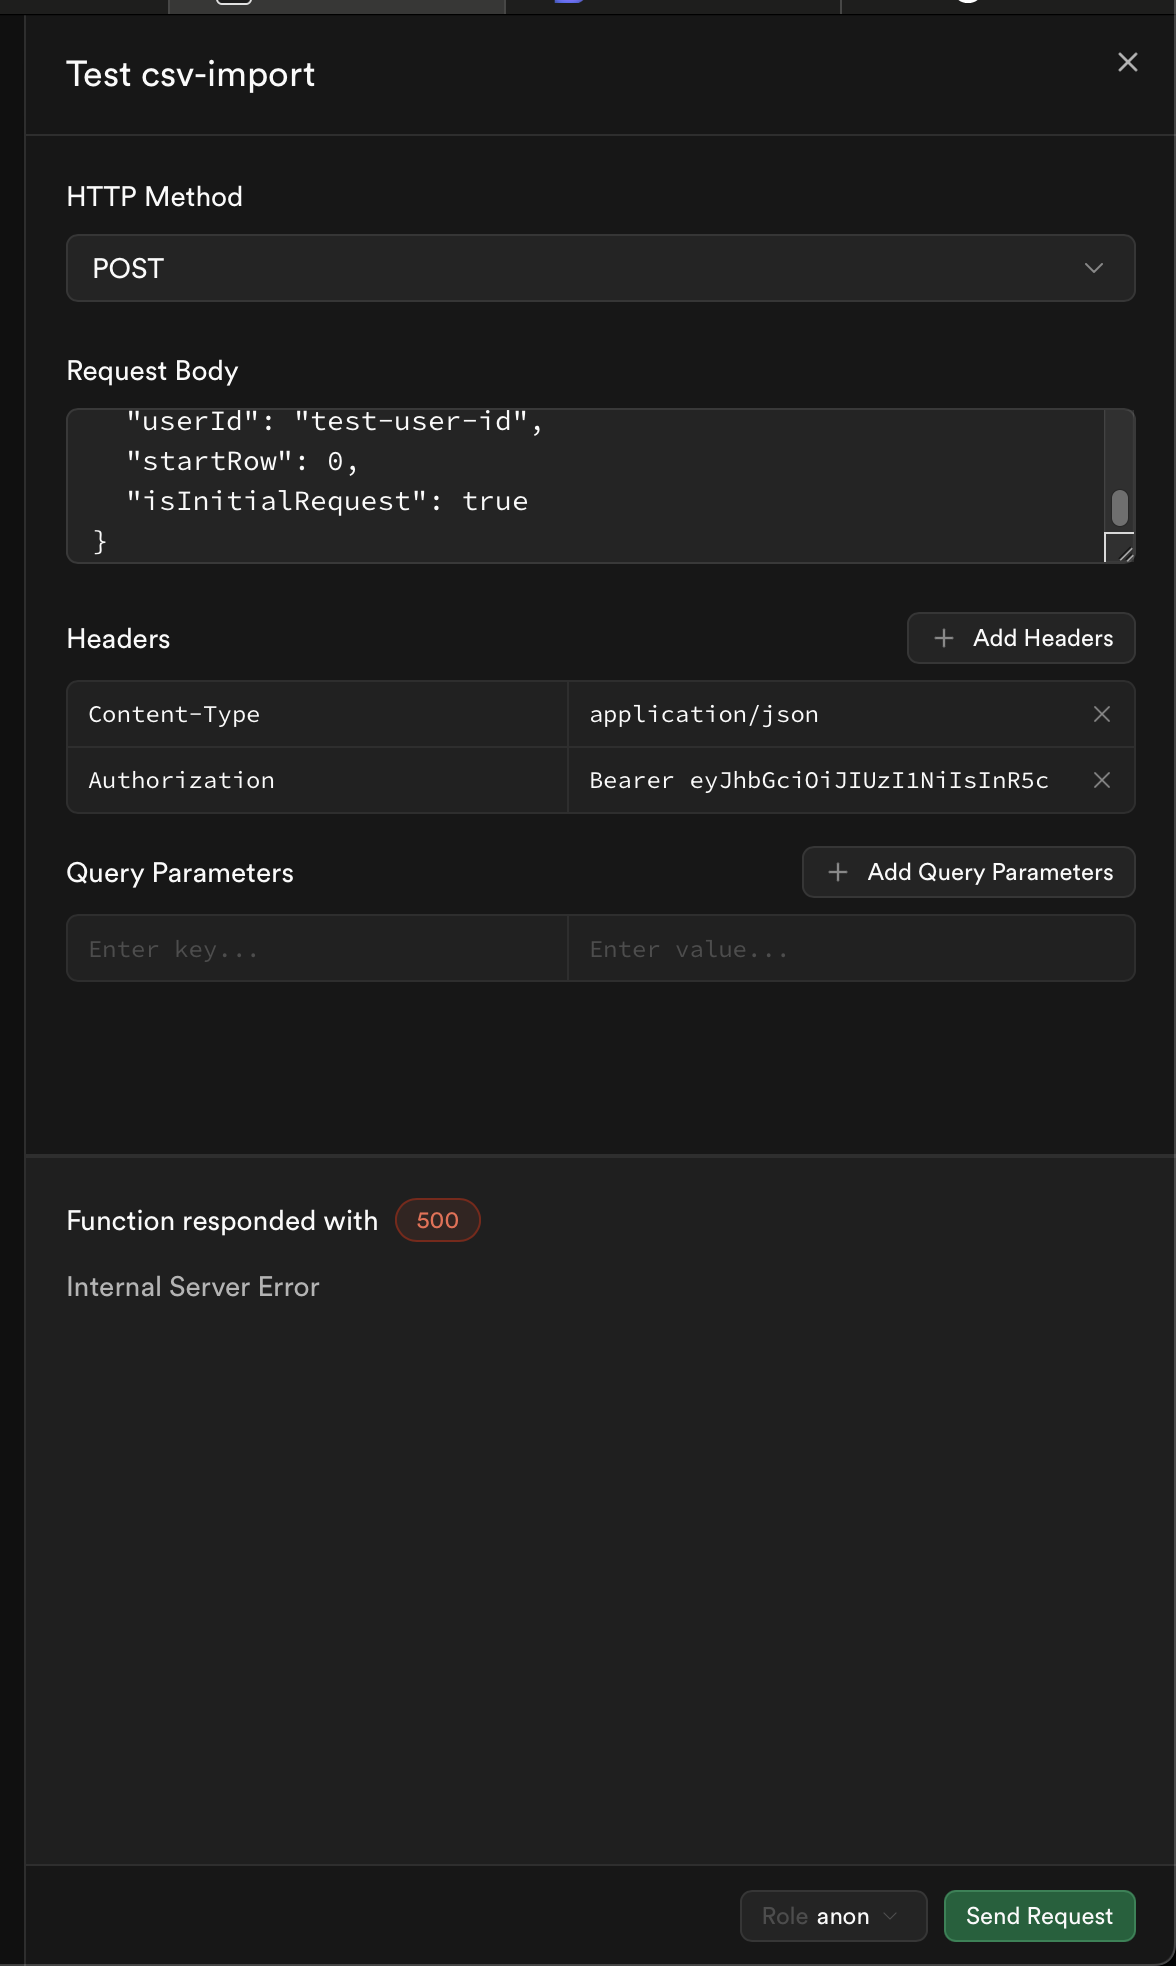 Test csv-import
HTTP Method
POST
Request Body
"userId": "test-user-id",
"startRow": 0,
"isInitialRequest": true
}
Headers
Add Headers
Content-Type
application/json
Authorization
Bearer eyJhbGciOiJIUzI1NiIsInR5c
Query Parameters
Add Query Parameters
Enter key...
Enter value...
Function responded with 500
Internal Server Error
Role anon
Send Request